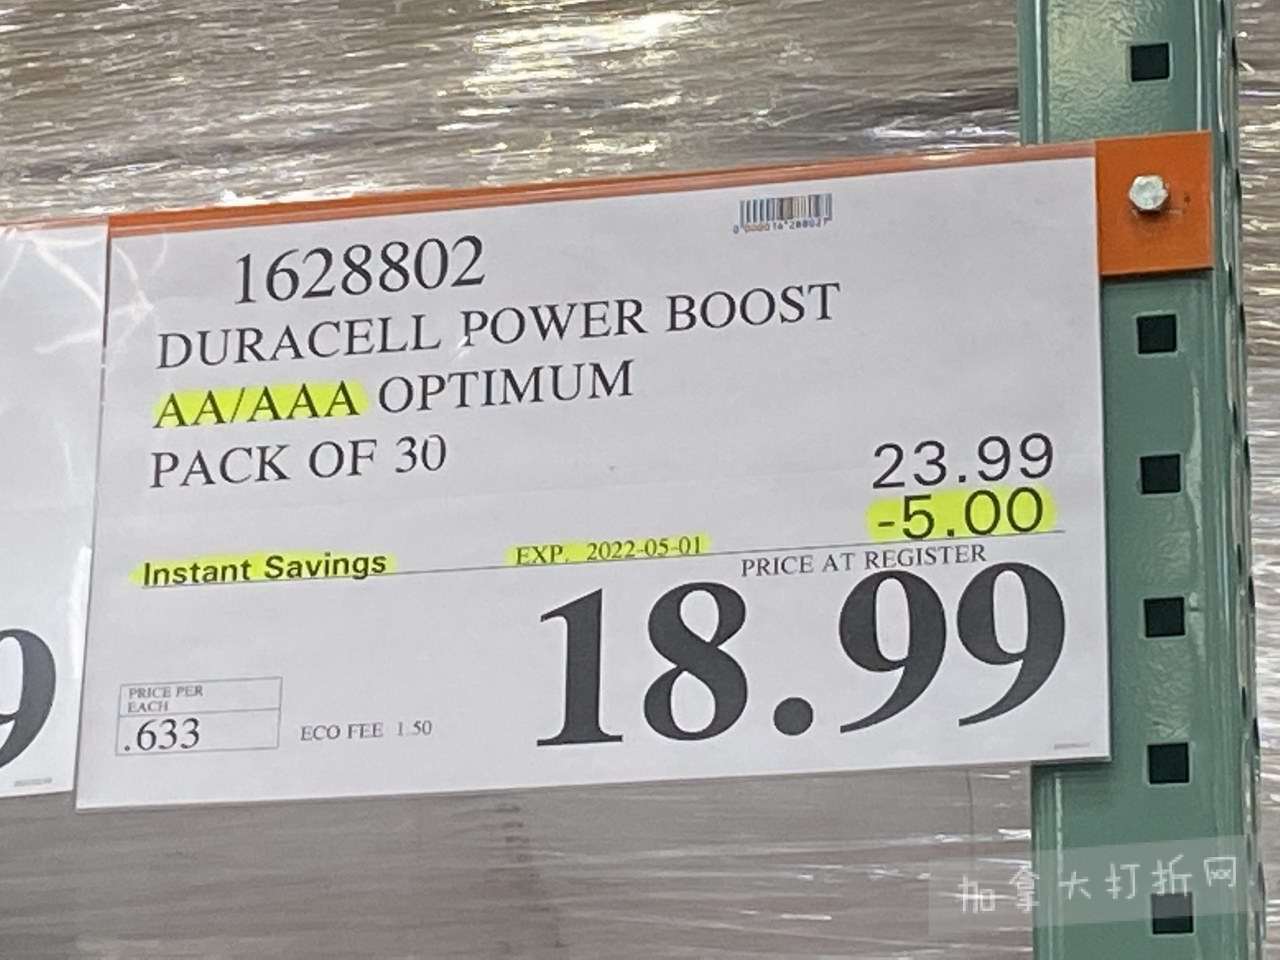 1628802
DURACELL POWER BOOST
AA/AAA OPTIMUM
PACK OF 30
23.99
-5.00
Instant Savings
EXP. 2022-05-01
PRICE AT REGISTER
18.99
PRICE PER
EACH
.633
ECO FEE 1.50
9
加拿大打折网